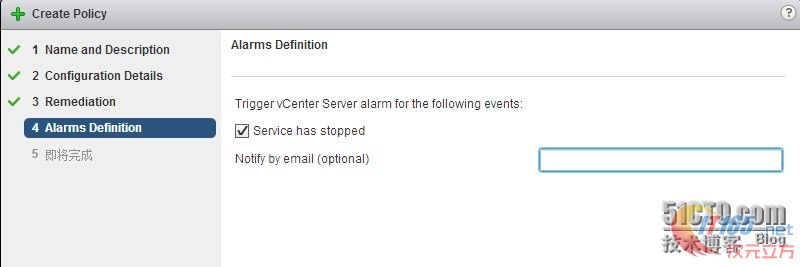 Create Policy
?
1 Name and Description
2 Configuration Details
3 Remediation
4 Alarms Definition
5 即将完成
Alarms Definition
Trigger vCenter Server alarm for the following events:
Service has stopped
Notify by email (optional)
51CTO.com
技术博客 Blog
IT165.net
次元立方